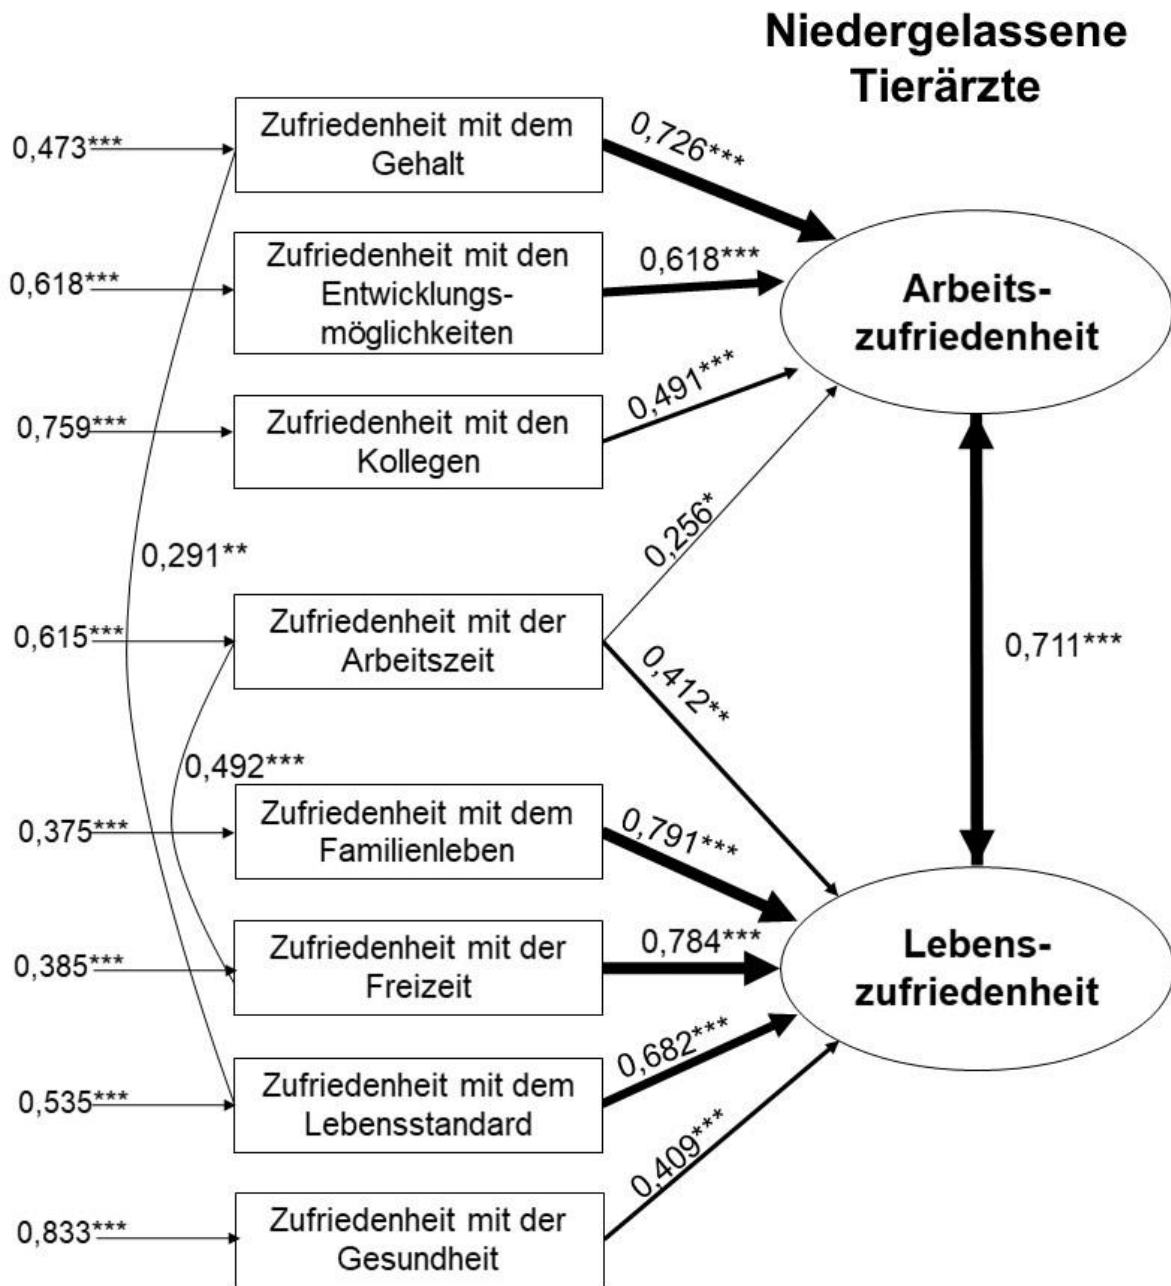 Niedergelassene
Tierärzte
0,473***
Zufriedenheit mit dem
Gehalt
0,726***
0,618***
Zufriedenheit mit den
Entwicklungs-
möglichkeiten
0,618***
Arbeits-
zufriedenheit
0,759***
Zufriedenheit mit den
Kollegen
0,491***
0,256*
0,291**
0,615***
Zufriedenheit mit der
Arbeitszeit
0,412**
0,711***
0,492***
0,375***
Zufriedenheit mit dem
Familienleben
0,791***
0,385***
Zufriedenheit mit der
Freizeit
0,784***
Lebens-
zufriedenheit
0,535***
Zufriedenheit mit dem
Lebensstandard
0,682***
0,409***
0,833***
Zufriedenheit mit der
Gesundheit